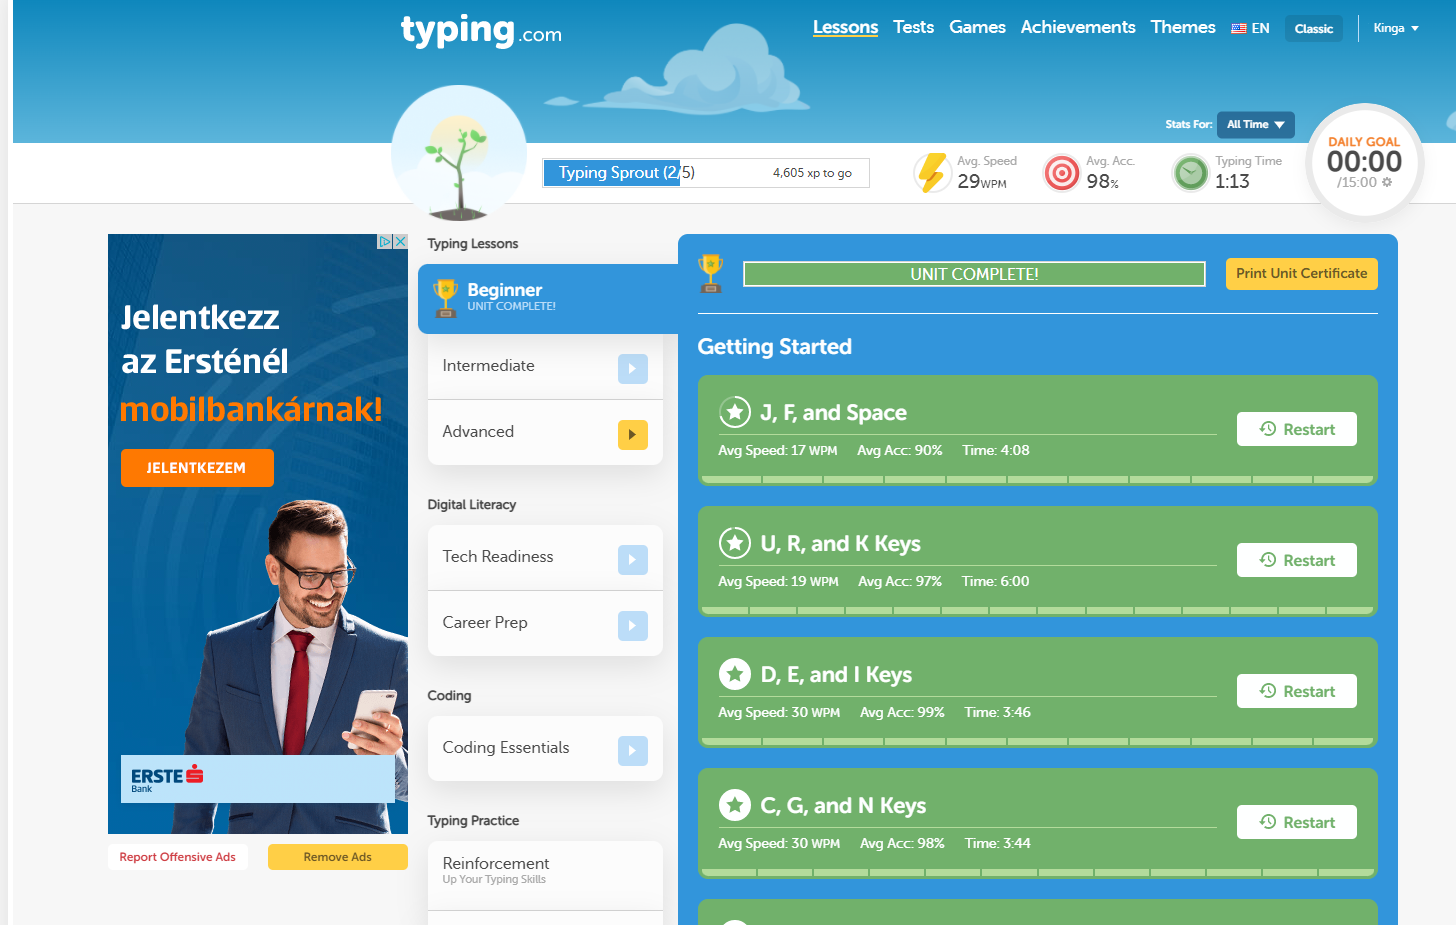 typing.com
Lessons Tests Games Achievements Themes EN Classic Kinga
Stats For: All Time
Typing Sprout (2/5) 4,605 xp to go
Avg. Speed
29WPM
Avg. Acc.
98%
Typing Time
1:13
DAILY GOAL
00:00
/15:00
Jelentkezz
az Ersténél
mobilbankárnak!
JELENTKEZEM
ERSTE
Bank
Report Offensive Ads Remove Ads
Typing Lessons
Beginner
UNIT COMPLETE!
Intermediate
Advanced
Digital Literacy
Tech Readiness
Career Prep
Coding
Coding Essentials
Typing Practice
Reinforcement
Up Your Typing Skills
UNIT COMPLETE! Print Unit Certificate
Getting Started
J, F, and Space
Avg Speed: 17 WPM Avg Acc: 90% Time: 4:08
Restart
U, R, and K Keys
Avg Speed: 19 WPM Avg Acc: 97% Time: 6:00
Restart
D, E, and I Keys
Avg Speed: 30 WPM Avg Acc: 99% Time: 3:46
Restart
C, G, and N Keys
Avg Speed: 30 WPM Avg Acc: 98% Time: 3:44
Restart